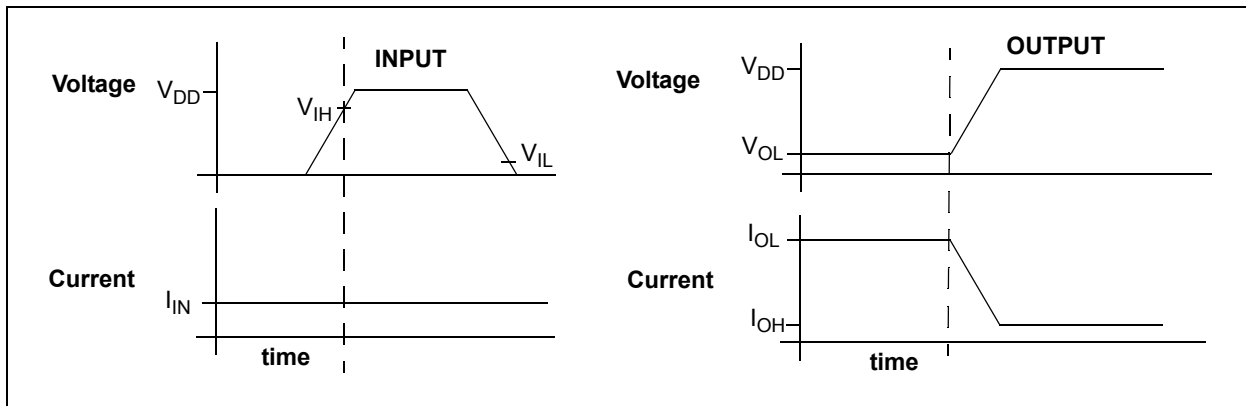 INPUT
Voltage
V_DD
V_IH
V_IL
Current
I_IN
time
OUTPUT
Voltage
V_DD
V_OL
I_OL
Current
I_OH
time